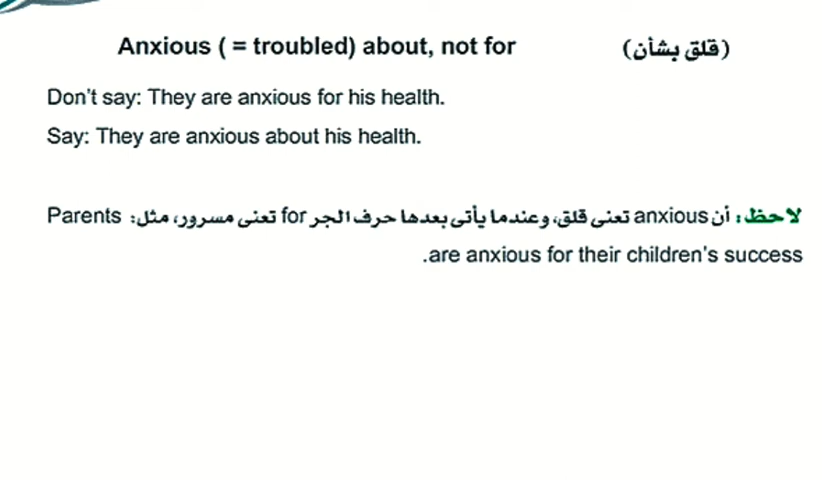 Anxious ( = troubled) about, not for (قلق بشأن)
Don't say: They are anxious for his health.
Say: They are anxious about his health.
لاحظ: أن anxious تعنى قلق، وعندما يأتى بعدها حرف الجر for تعنى مسرور، مثل: Parents
are anxious for their children's success.